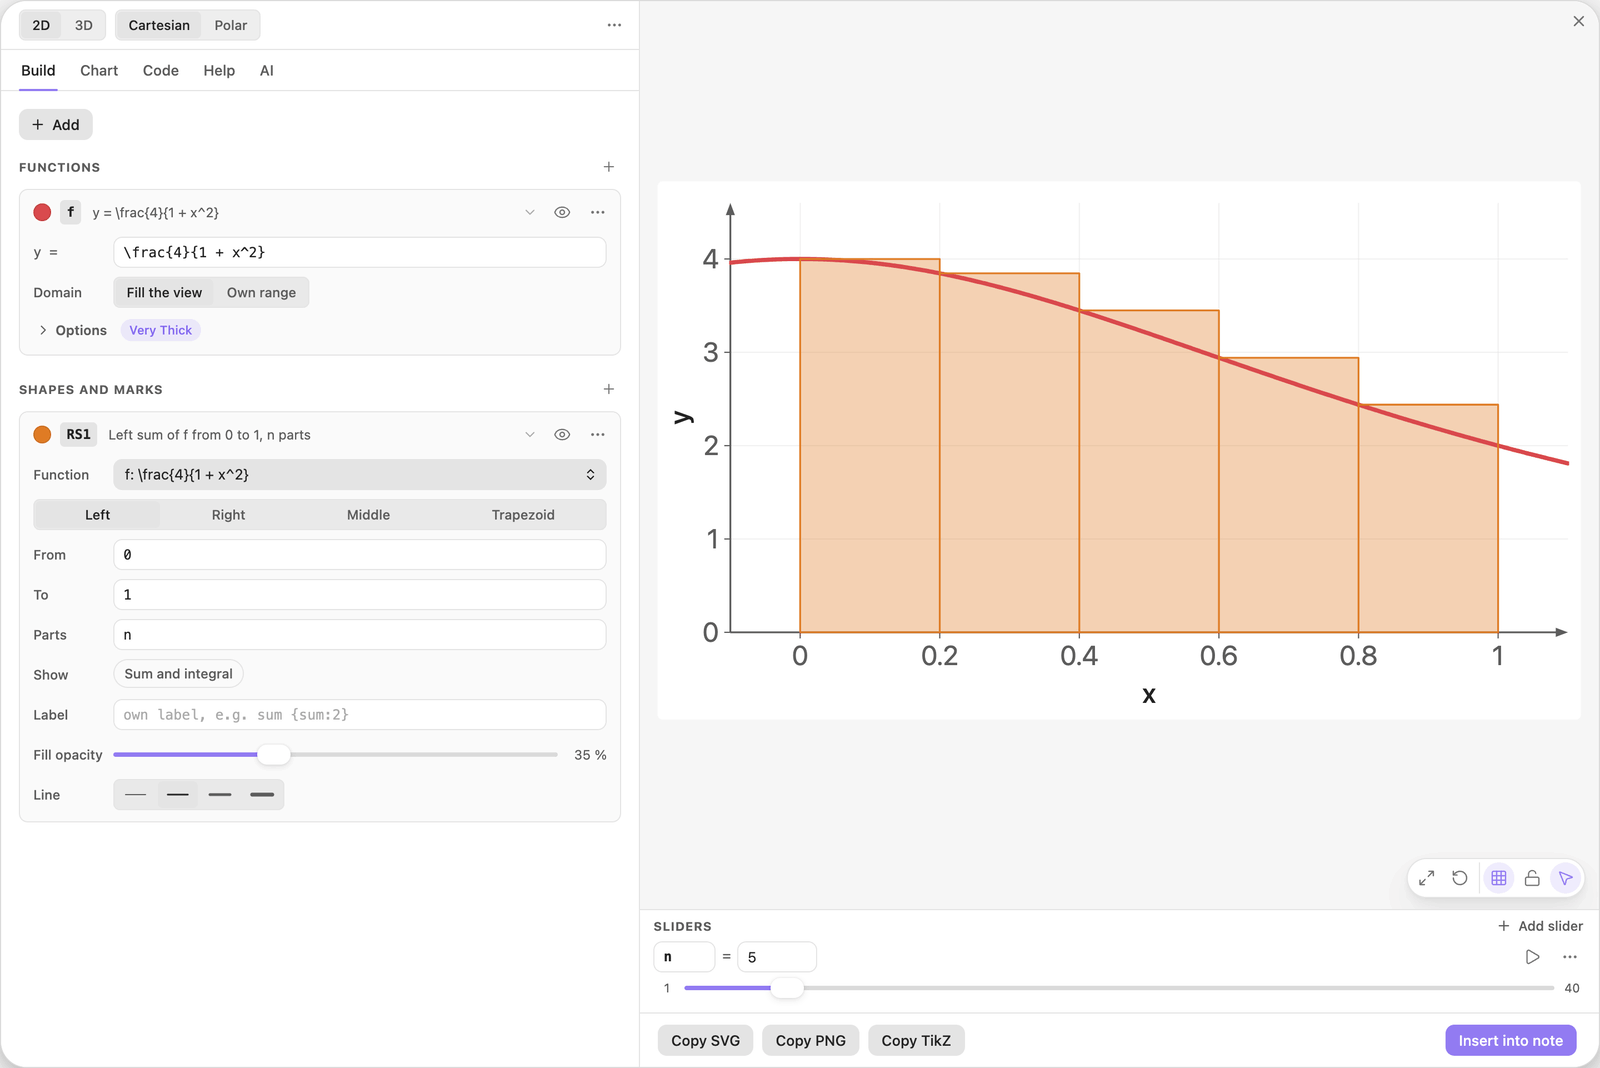 2D 3D Cartesian Polar
Build Chart Code Help AI
+ Add
FUNCTIONS
f y = \frac{4}{1 + x^2}
y = \frac{4}{1 + x^2}
Domain Fill the view Own range
Options Very Thick
SHAPES AND MARKS
RS1 Left sum of f from 0 to 1, n parts
Function f: \frac{4}{1 + x^2}
Left Right Middle Trapezoid
From 0
To 1
Parts n
Show Sum and integral
Label own label, e.g. sum {sum:2}
Fill opacity 35 %
Line
4
3
y
2
1
0
0 0.2 0.4 0.6 0.8 1
x
SLIDERS + Add slider
n = 5
1 40
Copy SVG Copy PNG Copy TikZ Insert into note